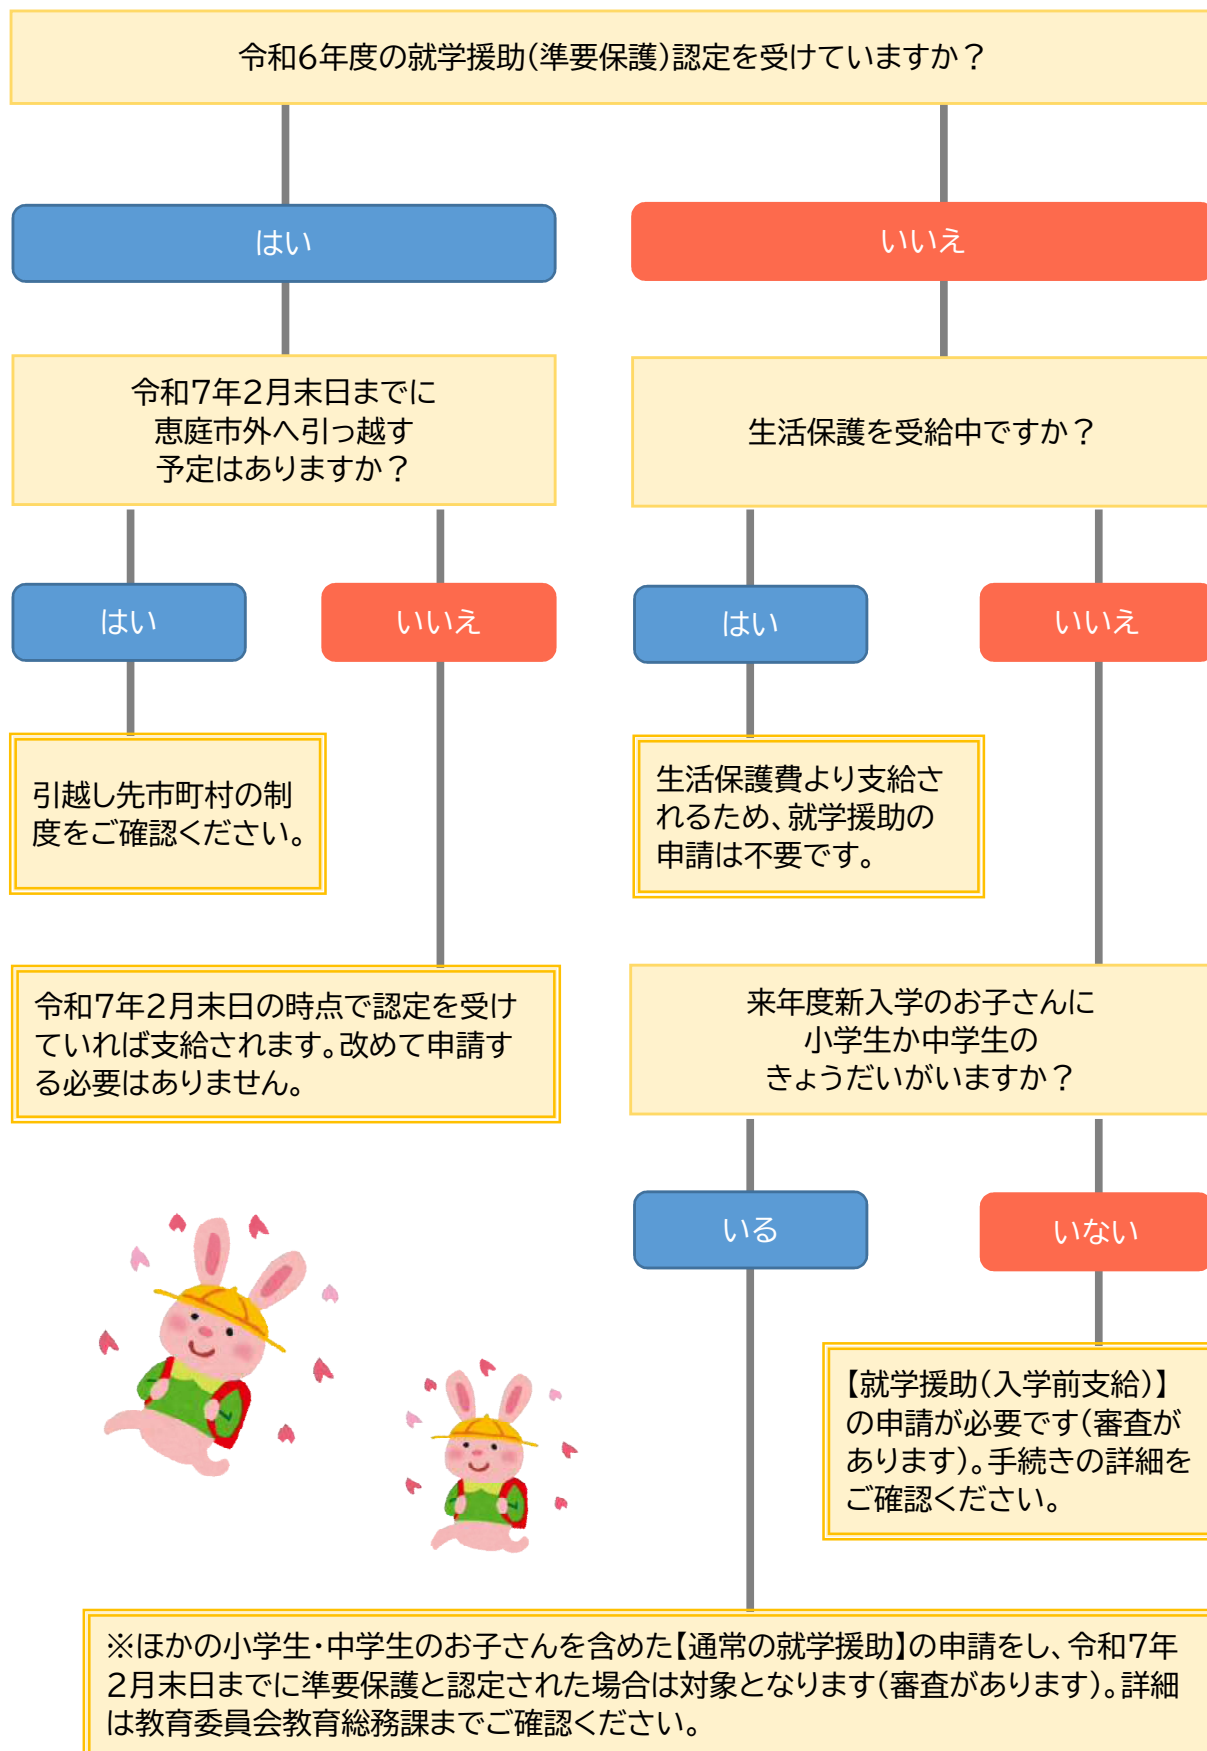 令和6年度の就学援助(準要保護)認定を受けていますか？
はい
いいえ
令和7年2月末日までに
恵庭市外へ引っ越す
予定はありますか？
生活保護を受給中ですか？
はい
いいえ
はい
いいえ
引越し先市町村の制
度をご確認ください。
生活保護費より支給さ
れるため、就学援助の
申請は不要です。
令和7年2月末日の時点で認定を受け
ていれば支給されます。改めて申請す
る必要はありません。
来年度新入学のお子さんに
小学生か中学生の
きょうだいがいますか？
いる
いない
【就学援助(入学前支給)】
の申請が必要です(審査が
あります)。手続きの詳細を
ご確認ください。
※ほかの小学生・中学生のお子さんを含めた【通常の就学援助】の申請をし、令和7年
2月末日までに準要保護と認定された場合は対象となります(審査があります)。詳細
は教育委員会教育総務課までご確認ください。